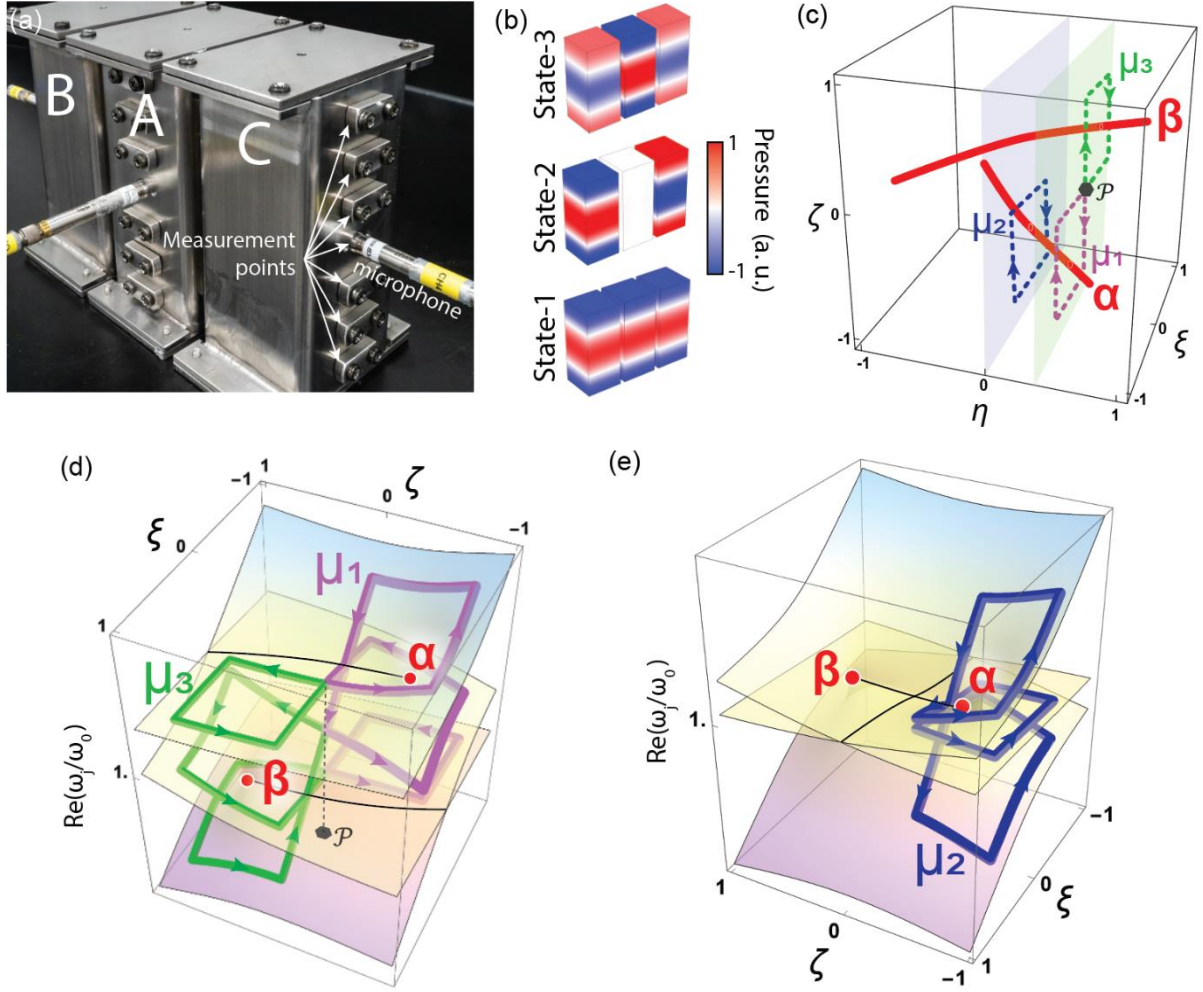 (a)
B
A
C
Measurement
points
microphone
(b)
State-3
State-2
State-1
1
-1
Pressure (a. u.)
(c)
1
0
-1
ζ
-1
0
1
η
-1
0
1
ξ
β
α
μ₁
μ₂
μ₃
𝒫
(d)
-1
1
0
ζ
-1
ξ
0
1
1.
Re(ωⱼ/ω₀)
μ₁
μ₃
α
β
𝒫
(e)
Re(ωⱼ/ω₀)
1.
β
α
μ₂
1
0
ζ
-1
1
0
ξ
-1